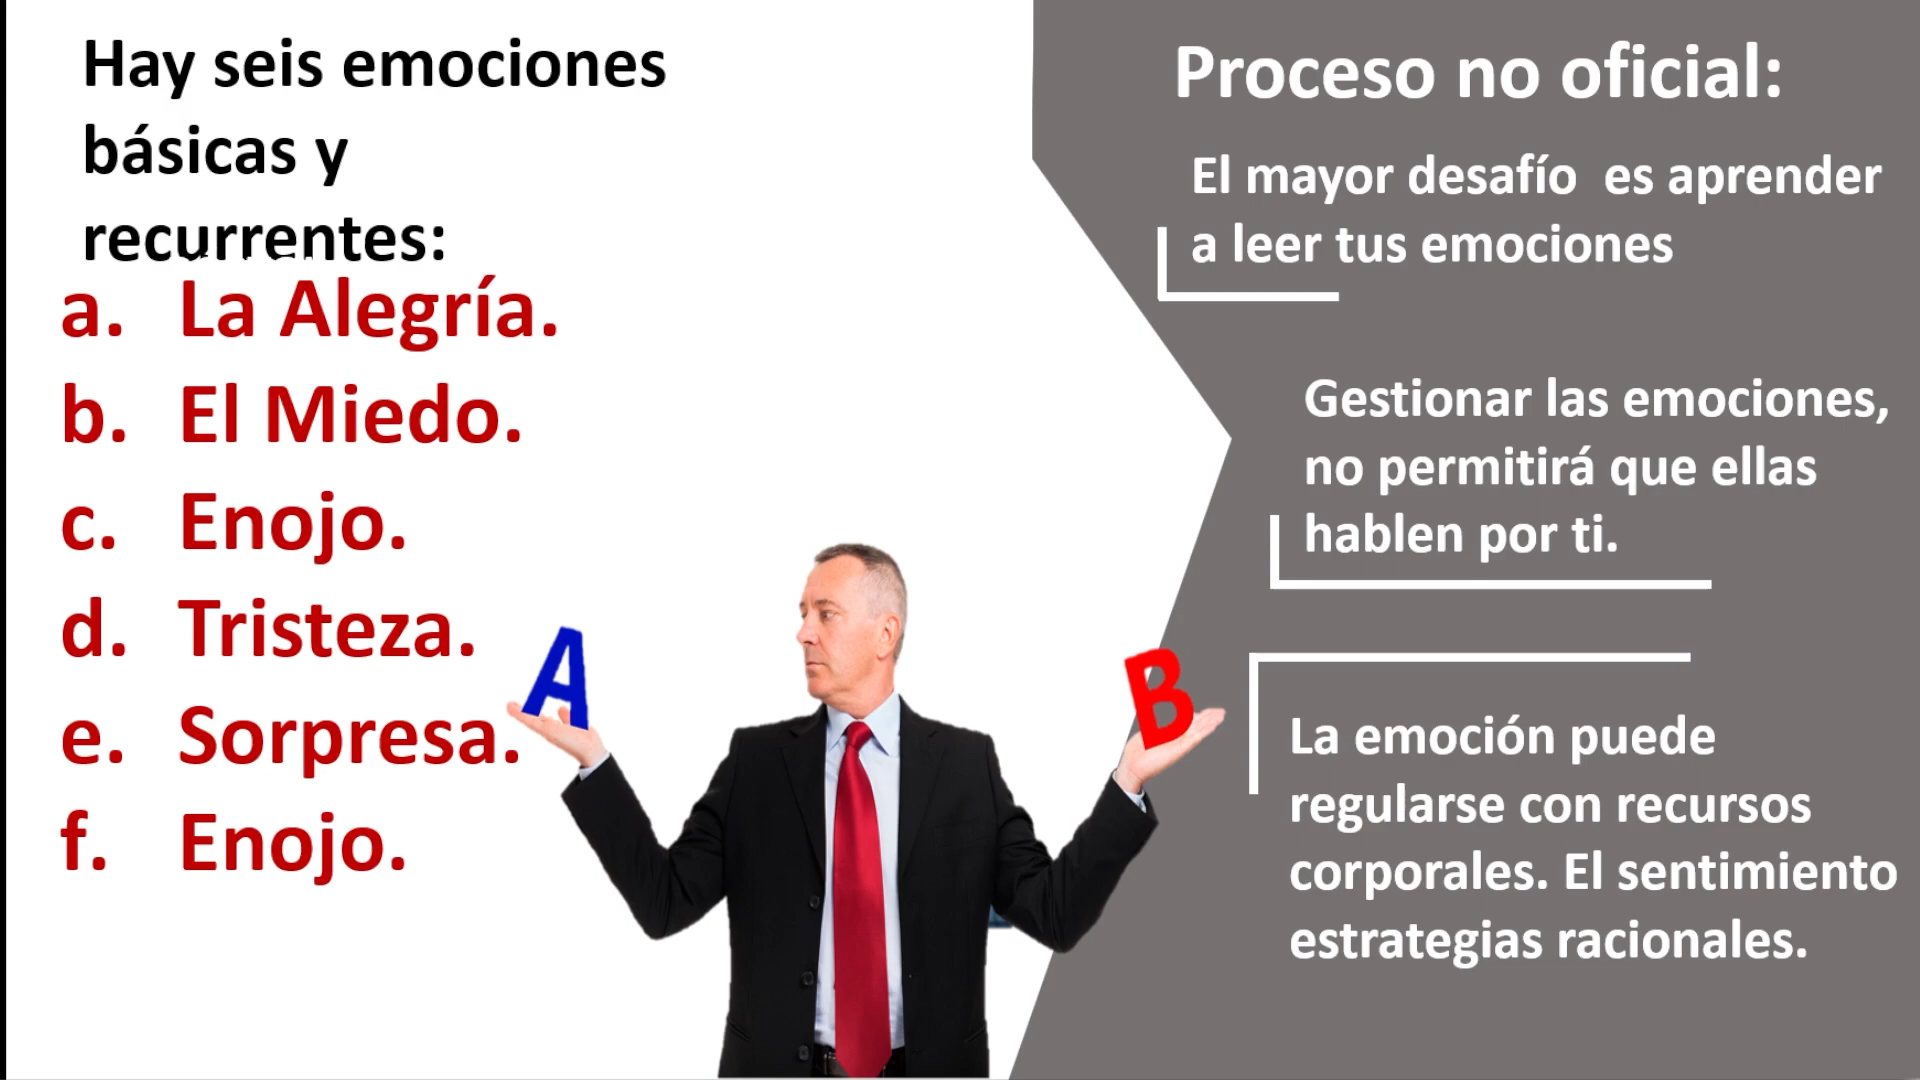 Hay seis emociones
básicas y
recurrentes:
a. La Alegría.
b. El Miedo.
c. Enojo.
d. Tristeza.
e. Sorpresa.
f. Enojo.
A
B
Proceso no oficial:
El mayor desafío es aprender
a leer tus emociones
Gestionar las emociones,
no permitirá que ellas
hablen por ti.
La emoción puede
regularse con recursos
corporales. El sentimiento
estrategias racionales.